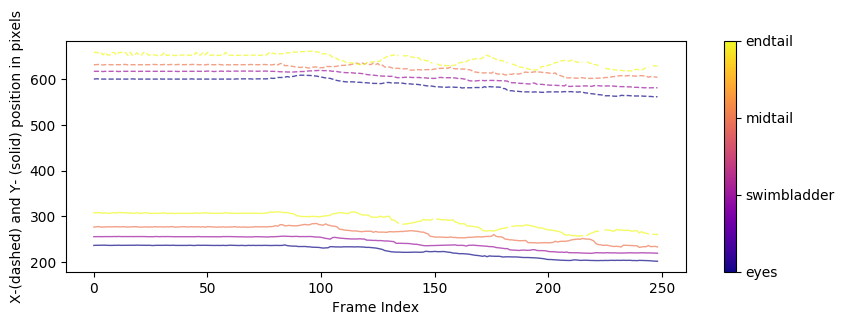 X-(dashed) and Y- (solid) position in pixels
600
500
400
300
200
0
50
100
150
200
250
Frame Index
endtail
midtail
swimbladder
eyes